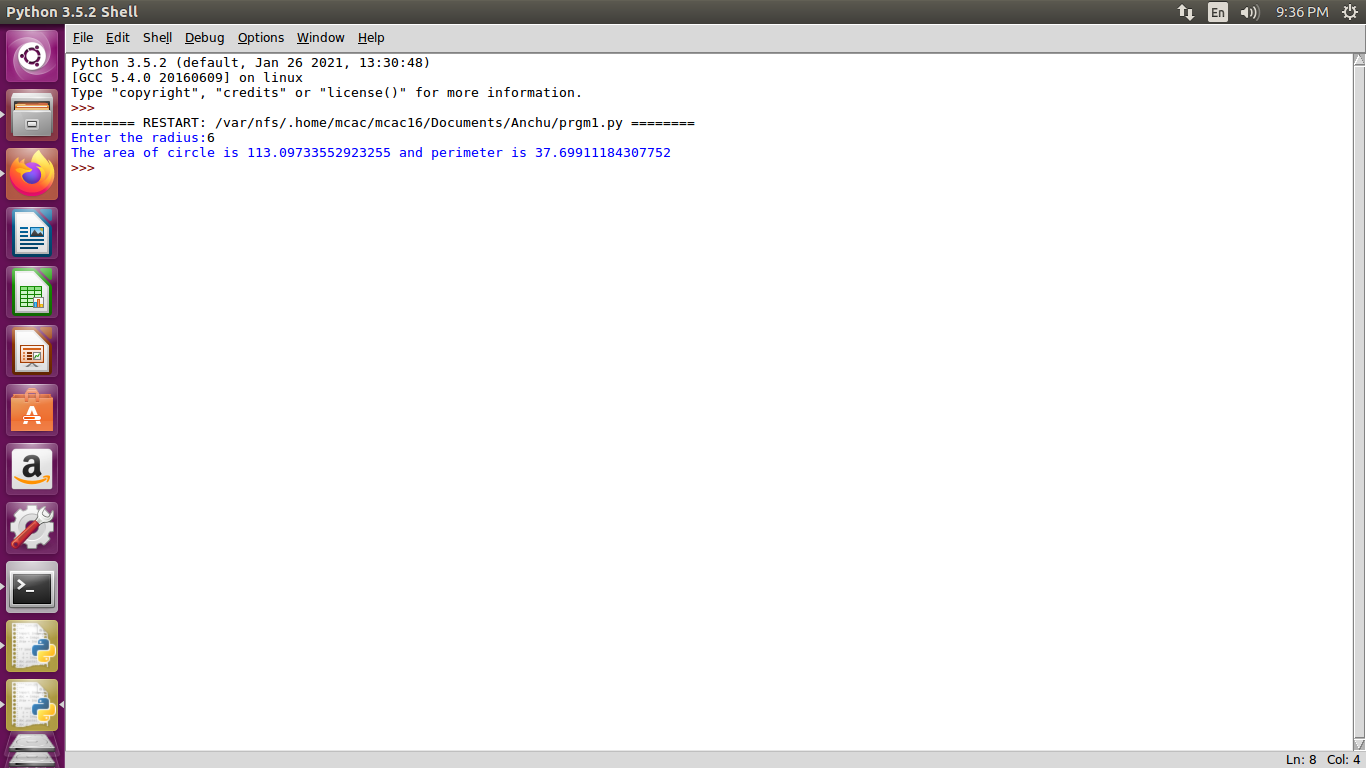 Python 3.5.2 Shell
En
9:36 PM
File Edit Shell Debug Options Window Help
Python 3.5.2 (default, Jan 26 2021, 13:30:48)
[GCC 5.4.0 20160609] on linux
Type "copyright", "credits" or "license()" for more information.
>>>
======== RESTART: /var/nfs/.home/mcac/mcac16/Documents/Anchu/prgm1.py ========
Enter the radius:6
The area of circle is 113.09733552923255 and perimeter is 37.69911184307752
>>>
Ln: 8 Col: 4